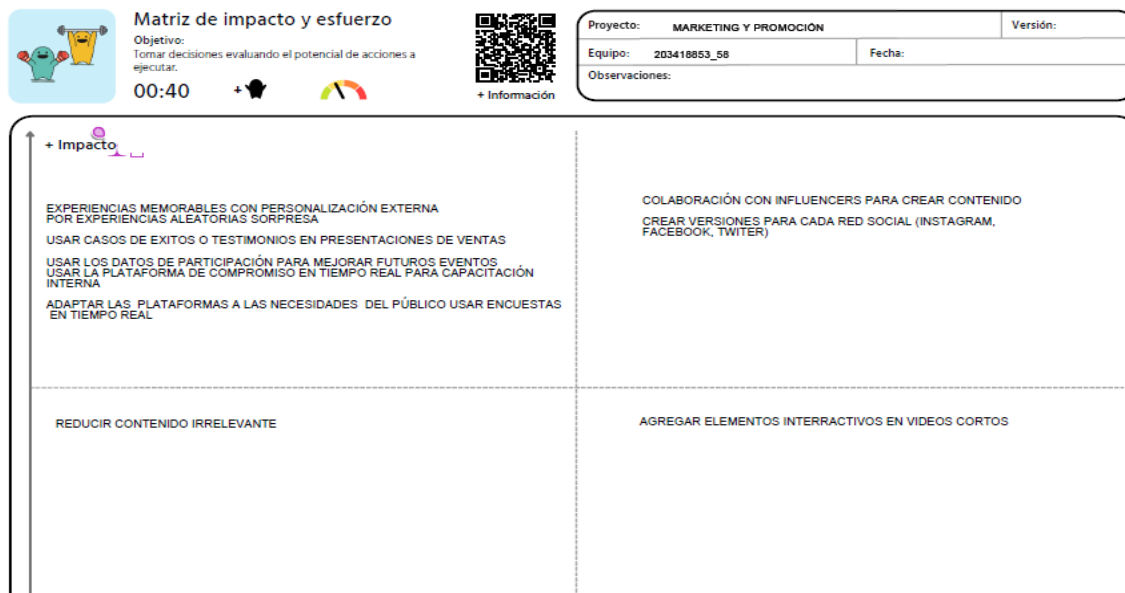 Matriz de impacto y esfuerzo
Objetivo:
Tomar decisiones evaluando el potencial de acciones a
ejecutar.
00:40
+
+ Información
Proyecto: MARKETING Y PROMOCIÓN
Versión:
Equipo: 203418853_58
Fecha:
Observaciones:
+ Impacto
EXPERIENCIAS MEMORABLES CON PERSONALIZACIÓN EXTERNA
POR EXPERIENCIAS ALEATORIAS SORPRESA
USAR CASOS DE EXITOS O TESTIMONIOS EN PRESENTACIONES DE VENTAS
USAR LOS DATOS DE PARTICIPACIÓN PARA MEJORAR FUTUROS EVENTOS
USAR LA PLATAFORMA DE COMPROMISO EN TIEMPO REAL PARA CAPACITACIÓN
INTERNA
ADAPTAR LAS PLATAFORMAS A LAS NECESIDADES DEL PÚBLICO USAR ENCUESTAS
EN TIEMPO REAL
COLABORACIÓN CON INFLUENCERS PARA CREAR CONTENIDO
CREAR VERSIONES PARA CADA RED SOCIAL (INSTAGRAM,
FACEBOOK, TWITER)
REDUCIR CONTENIDO IRRELEVANTE
AGREGAR ELEMENTOS INTERRACTIVOS EN VIDEOS CORTOS